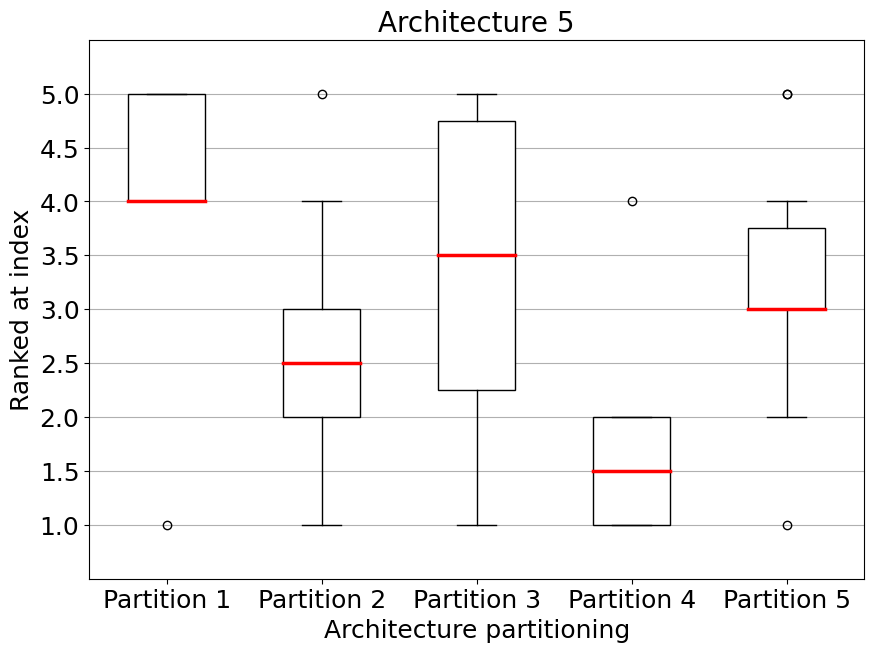 Architecture 5
Ranked at index
5.0
4.5
4.0
3.5
3.0
2.5
2.0
1.5
1.0
Partition 1 Partition 2 Partition 3 Partition 4 Partition 5
Architecture partitioning